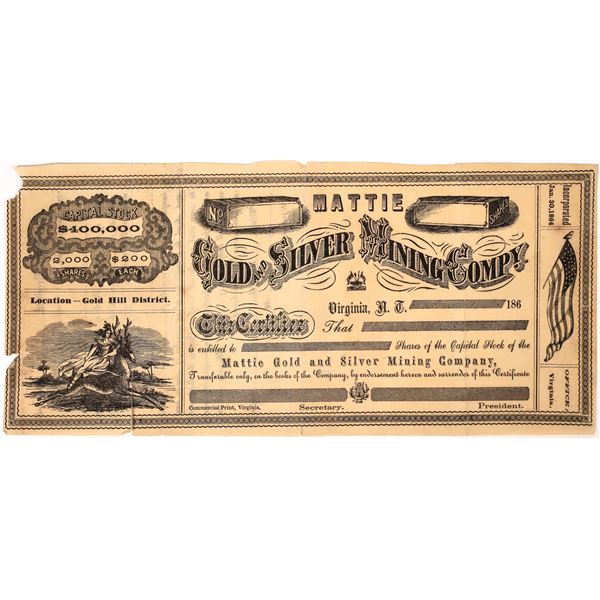 CAPITAL STOCK
$400,000
2,000 $200
SHARES EACH
Location—Gold Hill District.
No.
MATTIE
Shares
GOLD AND SILVER MINING COMPY.
Virginia, N. T. 186
This Certifies That
is entitled to Shares of the Capital Stock of the
Mattie Gold and Silver Mining Company,
Transferable only, on the books of the Company, by endorsement hereon and surrender of this Certificate
Commercial Print, Virginia. Secretary. President.
Incorporated
Jan. 30, 1864
OFFICE:
Virginia.